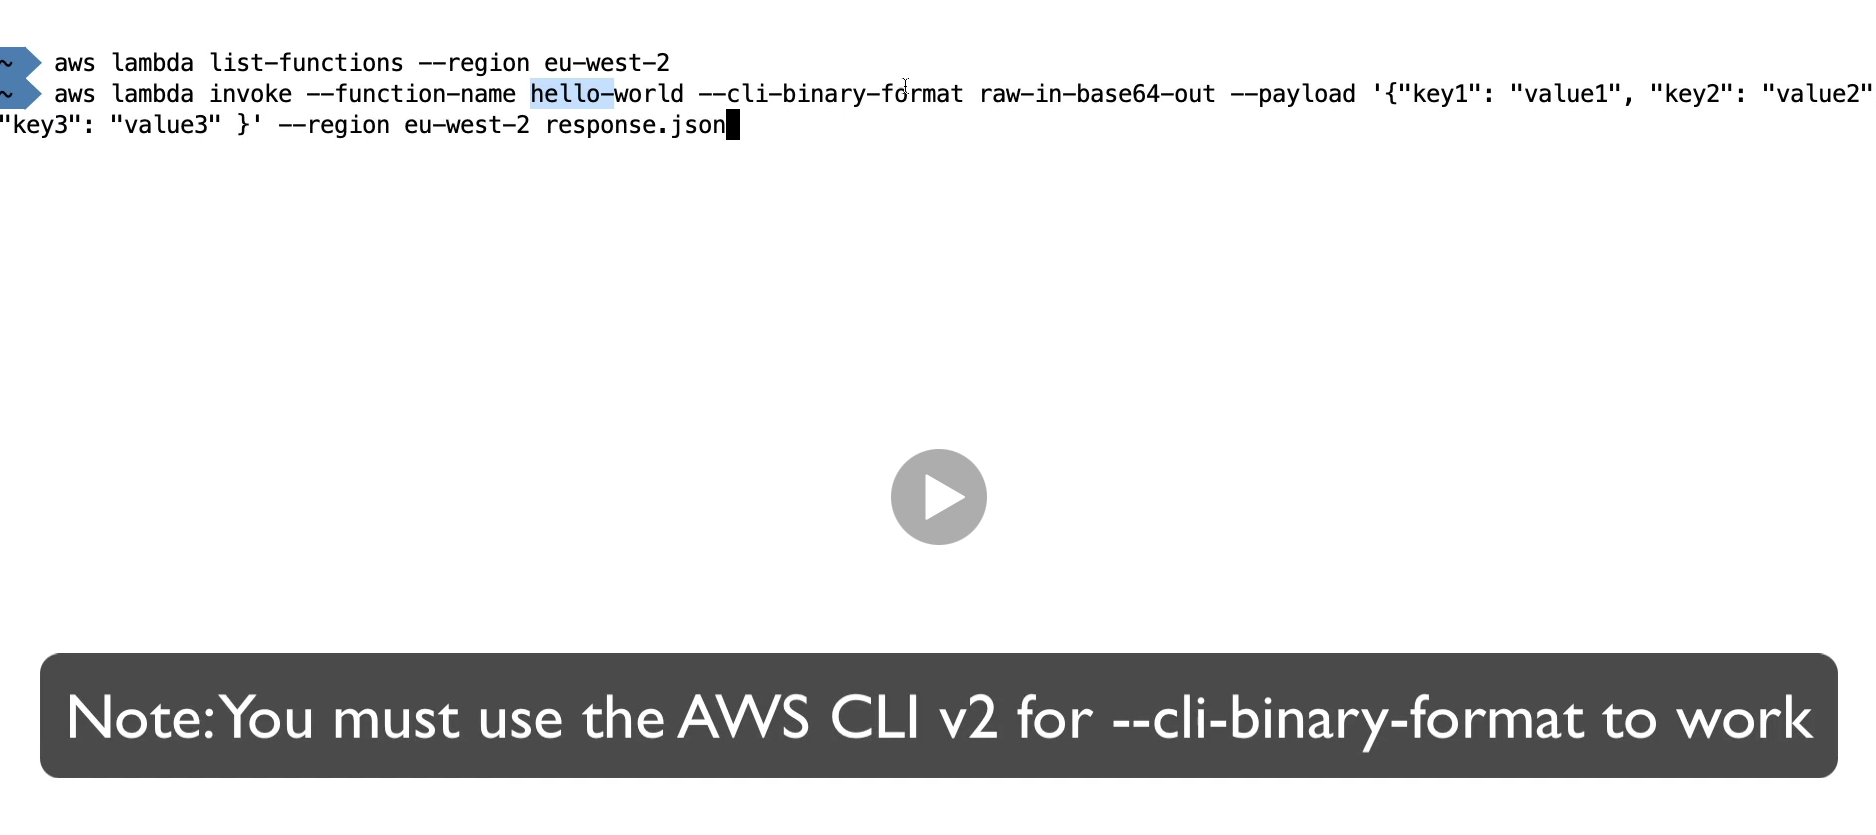 ~ aws lambda list-functions --region eu-west-2
~ aws lambda invoke --function-name hello-world --cli-binary-format raw-in-base64-out --payload '{"key1": "value1", "key2": "value2"
"key3": "value3" }' --region eu-west-2 response.json
Note: You must use the AWS CLI v2 for --cli-binary-format to work